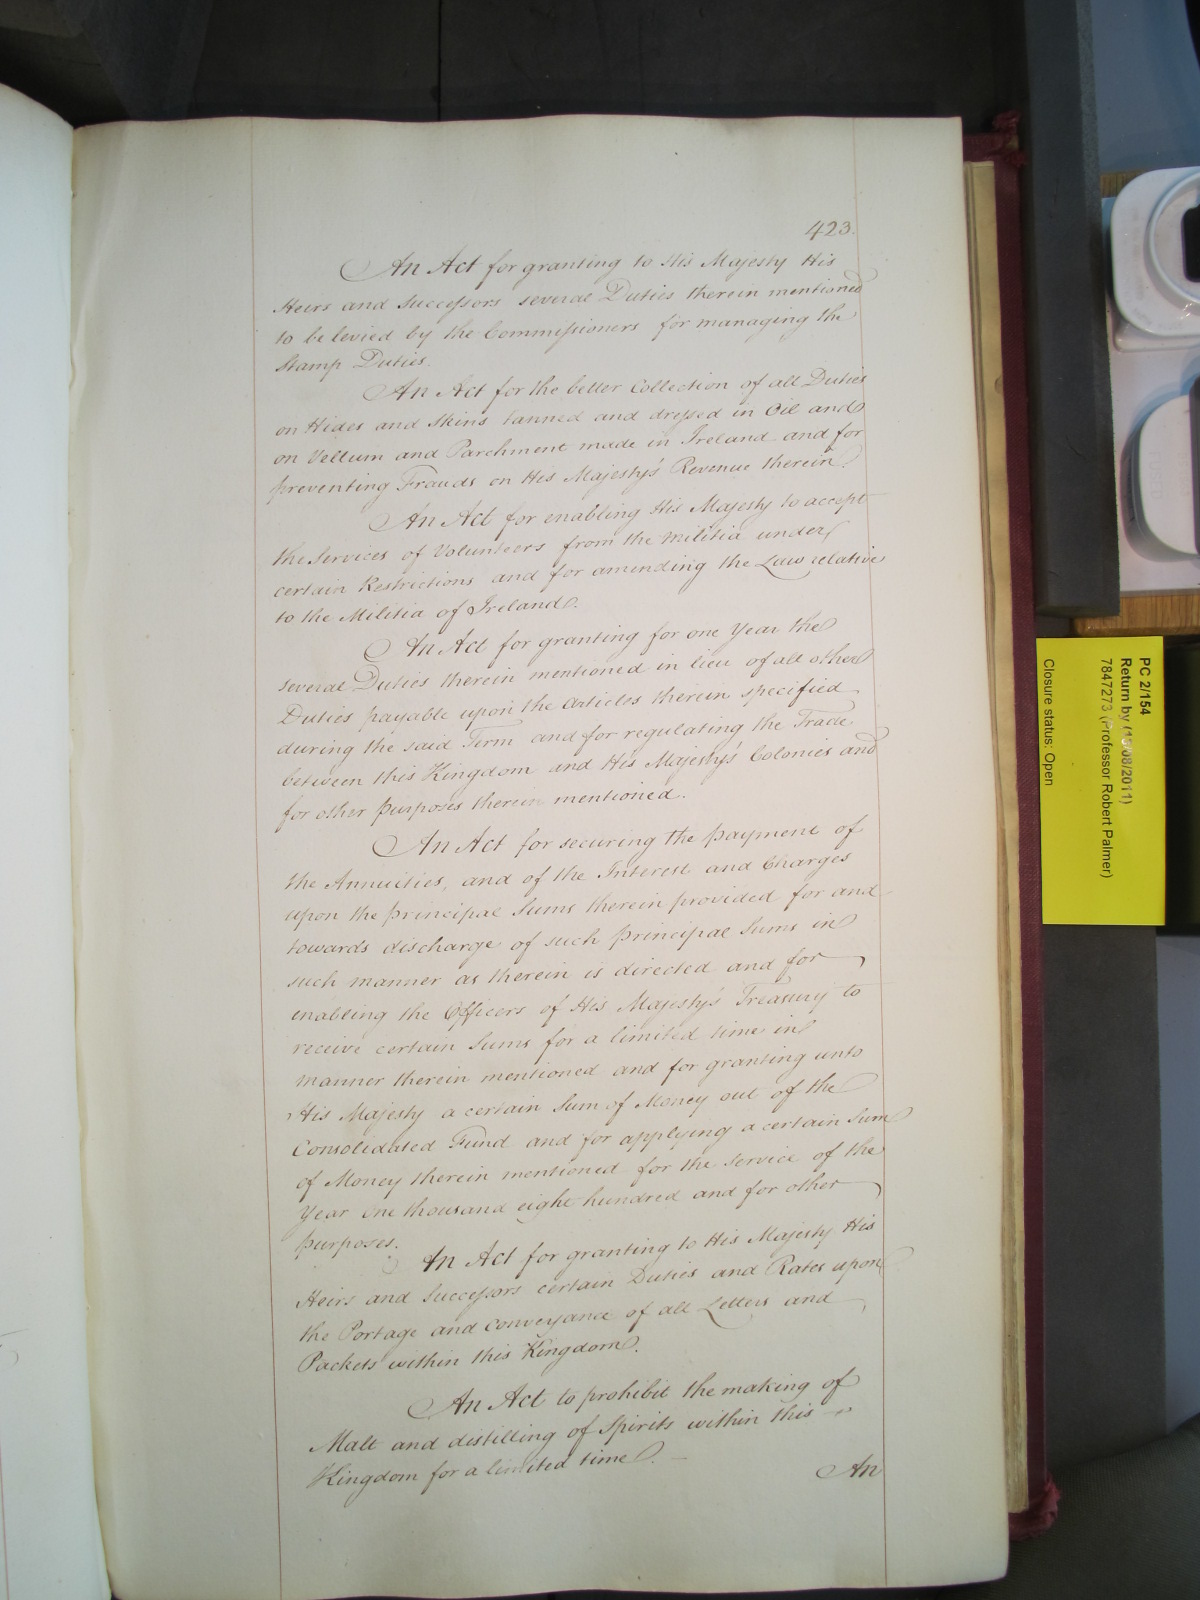 423.
An Act for granting to His Majesty His
Heirs and Successors several Duties therein mentioned
to be levied by the Commissioners for managing the
Stamp Duties.
An Act for the better Collection of all Duties
on Hides and Skins tanned and dressed in Oil and
on Vellum and Parchment made in Ireland and for
preventing Frauds on His Majesty's Revenue therein.
An Act for enabling His Majesty to accept
the Services of Volunteers from the Militia under
certain Restrictions and for amending the Law relative
to the Militia of Ireland.
An Act for granting for one Year the
several Duties therein mentioned in lieu of all other
Duties payable upon the Articles therein specified
during the said Term and for regulating the Trade
between this Kingdom and His Majesty's Colonies and
for other purposes therein mentioned.
An Act for securing the payment of
the Annuities, and of the Interest and Charges
upon the principal Sums therein provided for and
towards discharge of such principal Sums in
such manner as therein is directed and for
enabling the Officers of His Majesty's Treasury to
receive certain Sums for a limited time in
manner therein mentioned and for granting unto
His Majesty a certain Sum of Money out of the
Consolidated Fund and for applying a certain Sum
of Money therein mentioned for the Service of the
Year One thousand eight hundred and for other
purposes.
An Act for granting to His Majesty His
Heirs and Successors certain Duties and Rates upon
the Portage and conveyance of all Letters and
Packets within this Kingdom.
An Act to prohibit the making of
Malt and distilling of Spirits within this
Kingdom for a limited time.
An
PC 2/154
Return by (15/08/2011)
7847273 (Professor Robert Palmer)
Closure status: Open